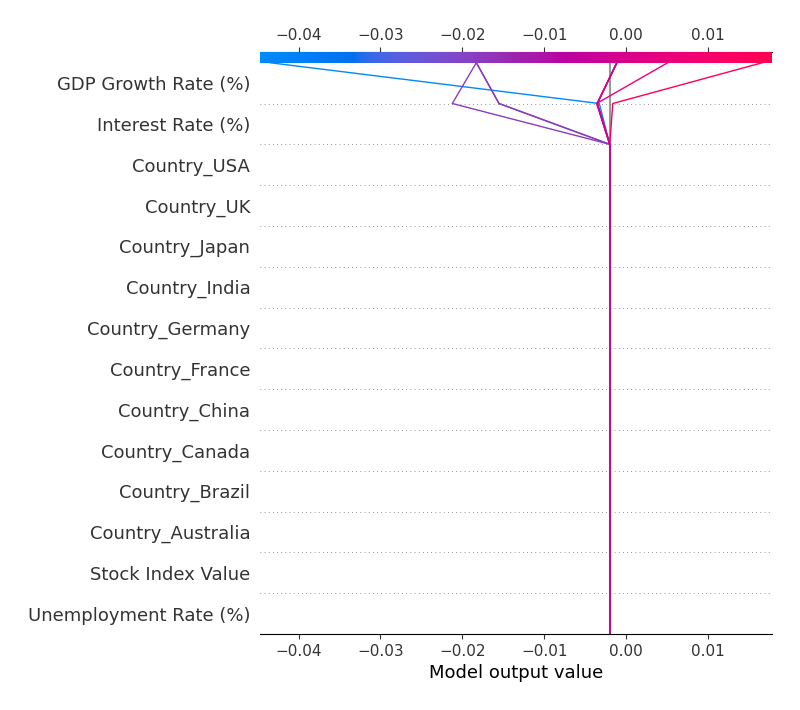 −0.04 −0.03 −0.02 −0.01 0.00 0.01
GDP Growth Rate (%)
Interest Rate (%)
Country_USA
Country_UK
Country_Japan
Country_India
Country_Germany
Country_France
Country_China
Country_Canada
Country_Brazil
Country_Australia
Stock Index Value
Unemployment Rate (%)
−0.04 −0.03 −0.02 −0.01 0.00 0.01
Model output value